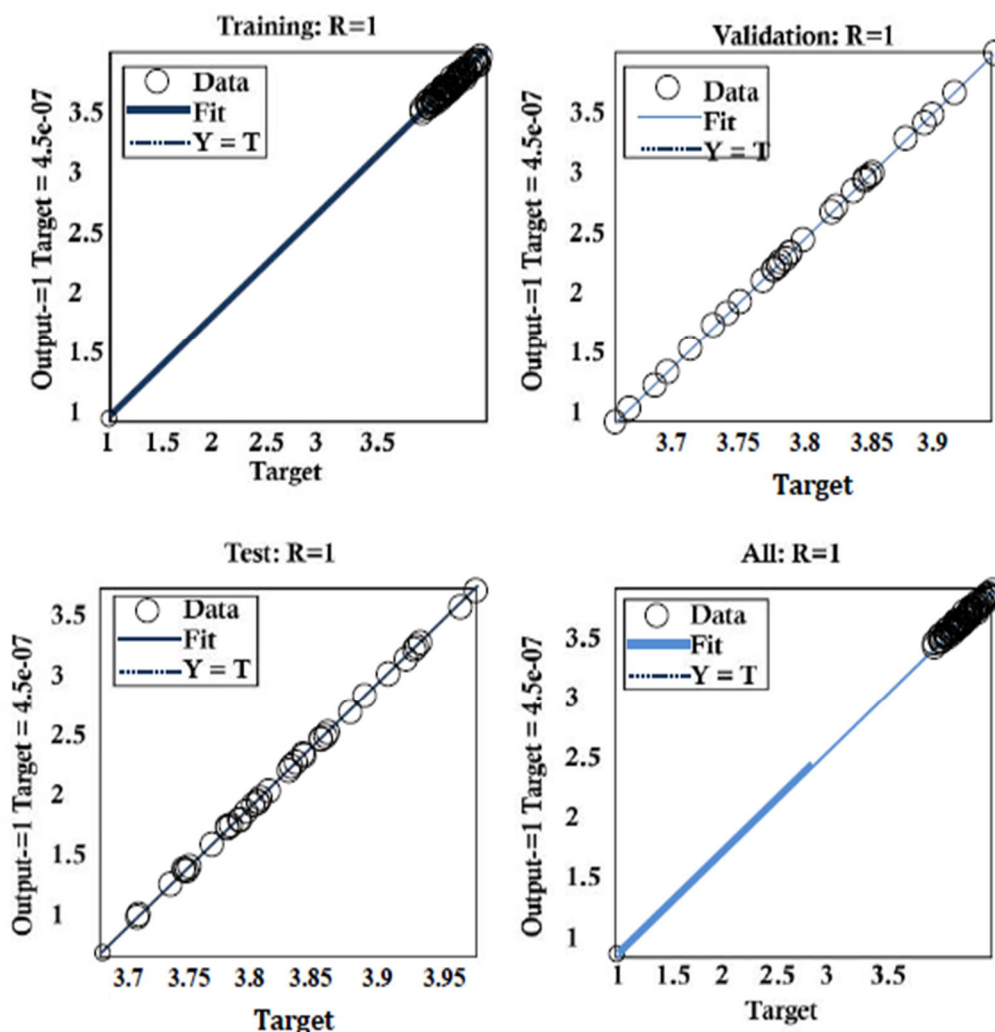 Training: R=1
Data
Fit
Y = T
Output-=1 Target = 4.5e-07
3.5
3
2.5
2
1.5
1
1 1.5 2 2.5 3 3.5
Target
Validation: R=1
Data
Fit
Y = T
Output-=1 Target = 4.5e-07
3.5
3
2.5
2
1.5
1
3.7 3.75 3.8 3.85 3.9
Target
Test: R=1
Data
Fit
Y = T
Output-=1 Target = 4.5e-07
3.5
3
2.5
2
1.5
1
3.7 3.75 3.8 3.85 3.9 3.95
Target
All: R=1
Data
Fit
Y = T
Output-=1 Target = 4.5e-07
3.5
3
2.5
2
1.5
1
1 1.5 2 2.5 3 3.5
Target